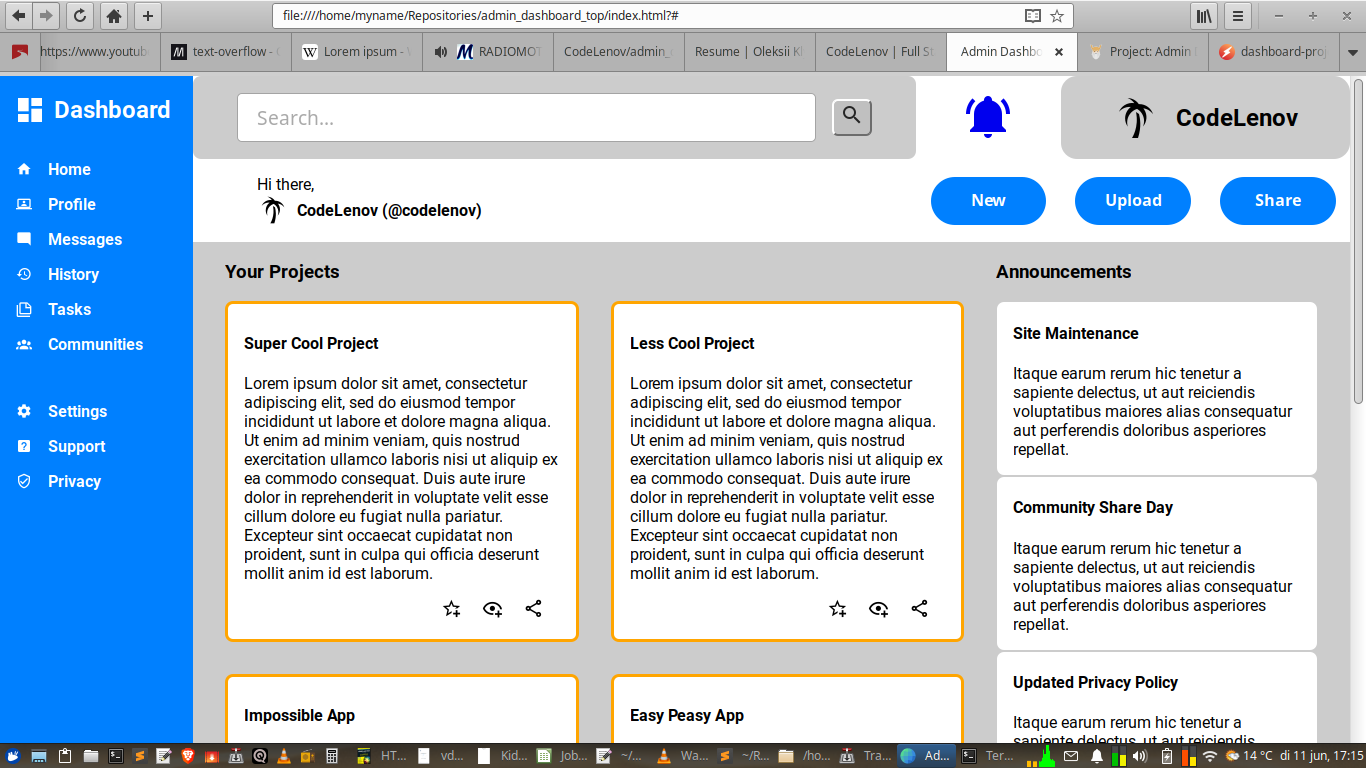 file:////home/myname/Repositories/admin_dashboard_top/index.html?#
https://www.youtub
text-overflow -
Lorem ipsum -
RADIOMOT
CodeLenov/admin_
Resume | Oleksii
CodeLenov | Full St
Admin Dashbo
Project: Admin
dashboard-proj
Dashboard
Search...
CodeLenov
Home
Profile
Messages
History
Tasks
Communities
Settings
Support
Privacy
Hi there,
CodeLenov (@codelenov)
New
Upload
Share
Your Projects
Super Cool Project
Lorem ipsum dolor sit amet, consectetur
adipiscing elit, sed do eiusmod tempor
incididunt ut labore et dolore magna aliqua.
Ut enim ad minim veniam, quis nostrud
exercitation ullamco laboris nisi ut aliquip ex
ea commodo consequat. Duis aute irure
dolor in reprehenderit in voluptate velit esse
cillum dolore eu fugiat nulla pariatur.
Excepteur sint occaecat cupidatat non
proident, sunt in culpa qui officia deserunt
mollit anim id est laborum.
Less Cool Project
Lorem ipsum dolor sit amet, consectetur
adipiscing elit, sed do eiusmod tempor
incididunt ut labore et dolore magna aliqua.
Ut enim ad minim veniam, quis nostrud
exercitation ullamco laboris nisi ut aliquip ex
ea commodo consequat. Duis aute irure
dolor in reprehenderit in voluptate velit esse
cillum dolore eu fugiat nulla pariatur.
Excepteur sint occaecat cupidatat non
proident, sunt in culpa qui officia deserunt
mollit anim id est laborum.
Impossible App
Easy Peasy App
Announcements
Site Maintenance
Itaque earum rerum hic tenetur a
sapiente delectus, ut aut reiciendis
voluptatibus maiores alias consequatur
aut perferendis doloribus asperiores
repellat.
Community Share Day
Itaque earum rerum hic tenetur a
sapiente delectus, ut aut reiciendis
voluptatibus maiores alias consequatur
aut perferendis doloribus asperiores
repellat.
Updated Privacy Policy
Itaque earum rerum hic tenetur a
sapiente delectus, ut aut reiciendis
HT...
vd...
Kid...
Job...
~/...
Wa...
~/R...
/ho...
Tra...
Ad...
Ter...
14 °C
di 11 jun, 17:15